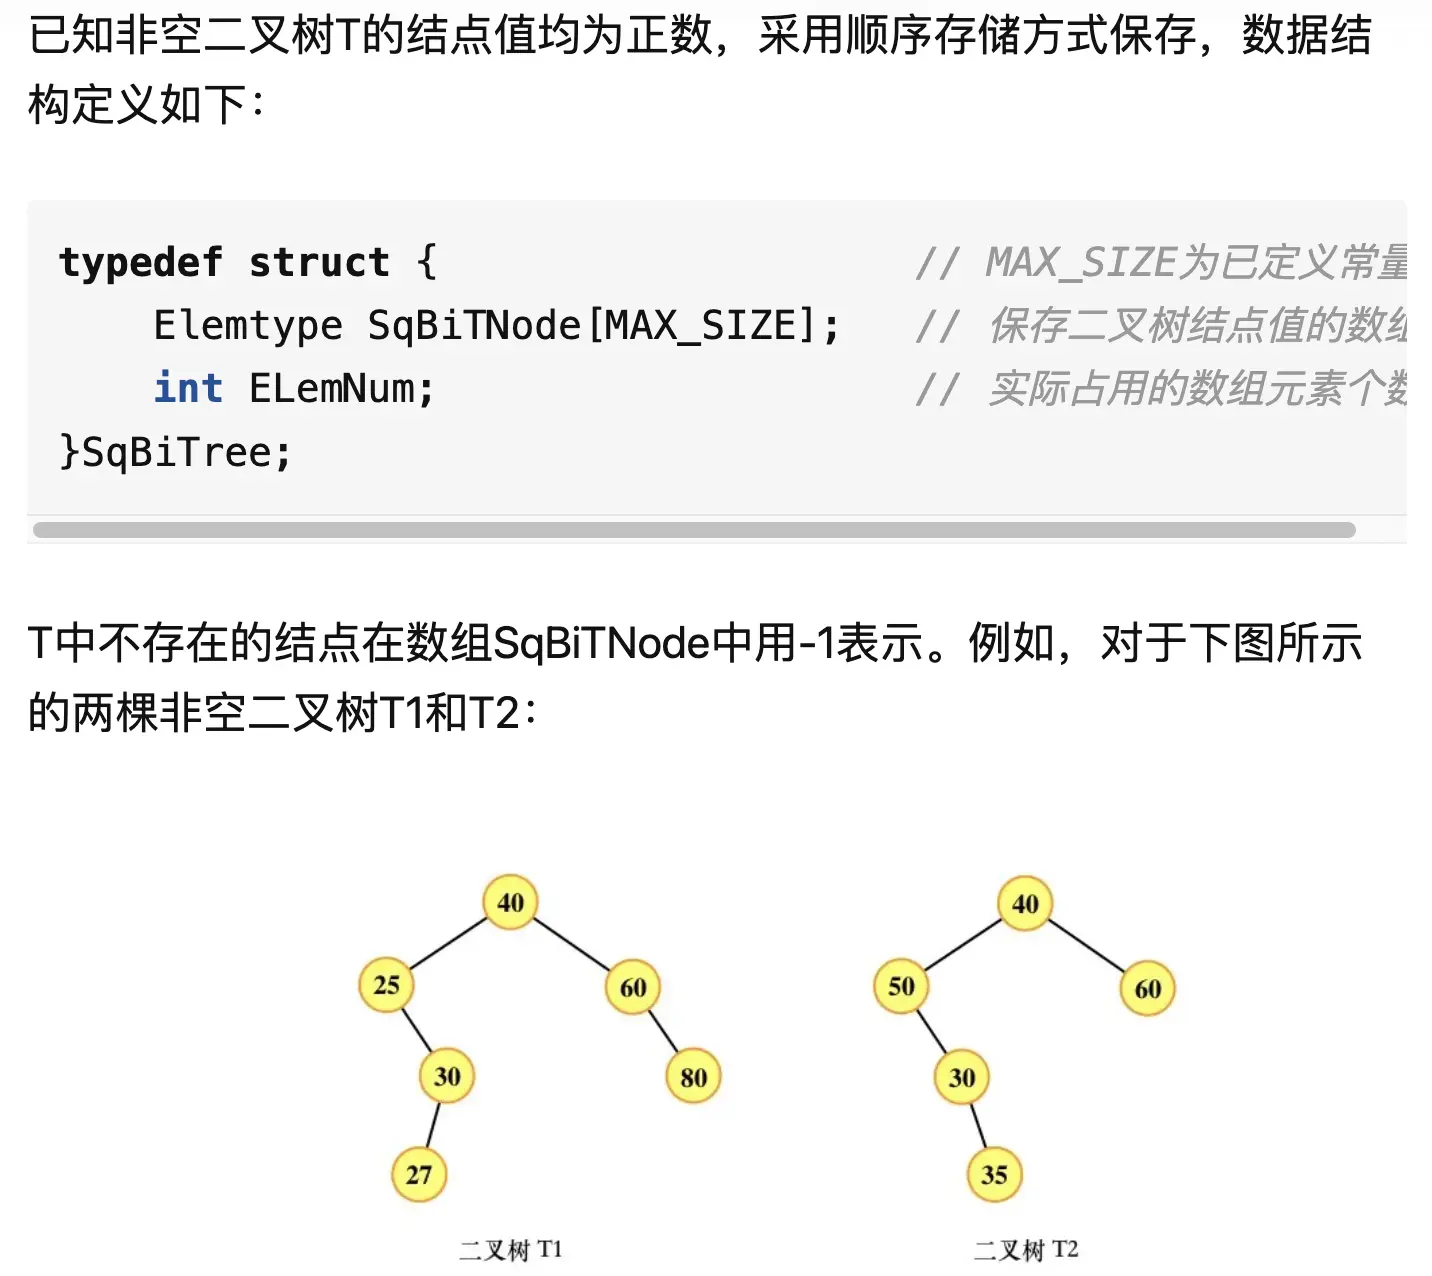 已知非空二叉树T的结点值均为正数，采用顺序存储方式保存，数据结
构定义如下：
typedef struct { // MAX_SIZE为已定义常量
Elemtype SqBiTNode[MAX_SIZE]; // 保存二叉树结点值的数组
int ELemNum; // 实际占用的数组元素个数
}SqBiTree;
T中不存在的结点在数组SqBiTNode中用-1表示。例如，对于下图所示
的两棵非空二叉树T1和T2：
40 40
25 60 50 60
30 80 30
27 35
二叉树 T1 二叉树 T2